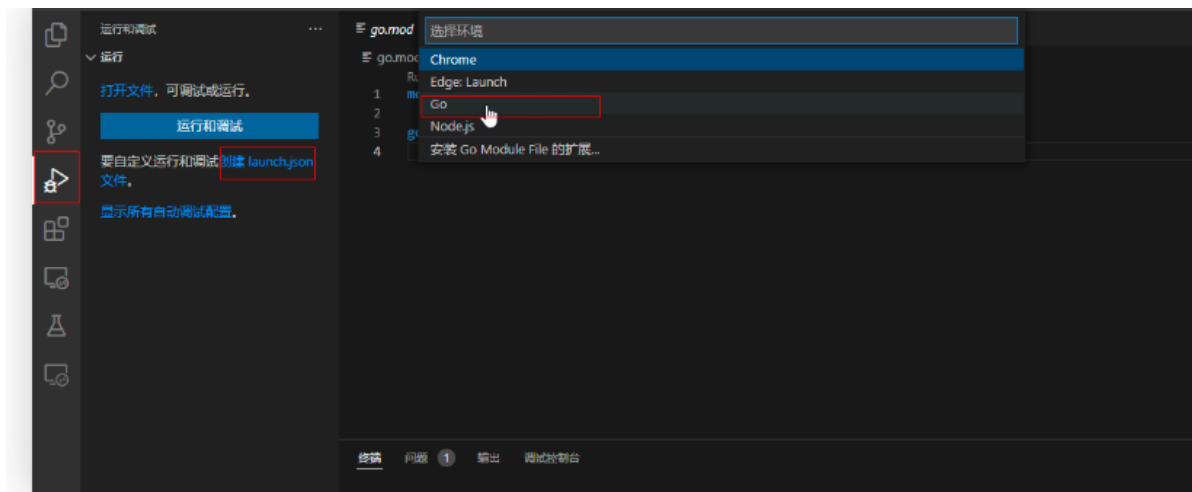 运行和调试 ···
运行
打开文件，可调试或运行。
运行和调试
要自定义运行和调试创建 launch.json
文件。
显示所有自动调试配置。
go.mod
选择环境
Chrome
Edge: Launch
Go
Node.js
安装 Go Module File 的扩展...
1
2
3
4
终端 问题 1 输出 调试控制台